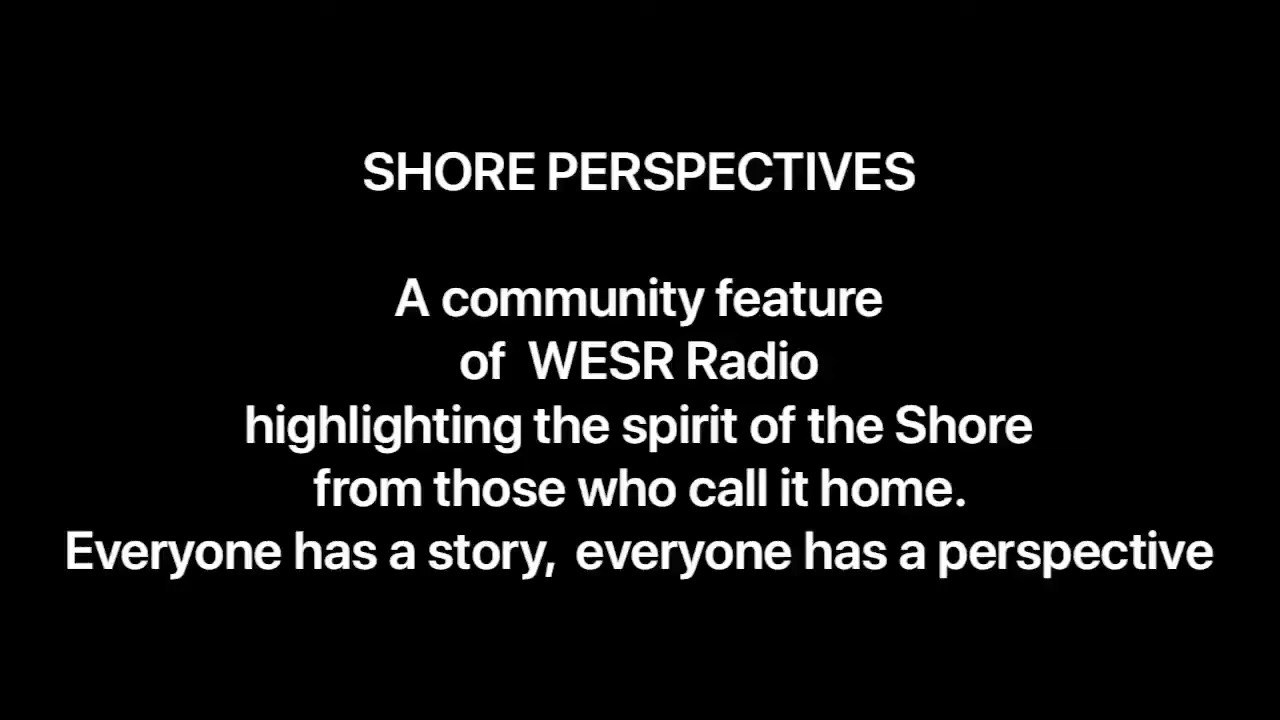 SHORE PERSPECTIVES
A community feature
of  WESR Radio
highlighting the spirit of the Shore
from those who call it home.
Everyone has a story,  everyone has a perspective